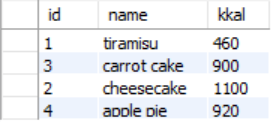 id name kkal
1 tiramisu 460
3 carrot cake 900
2 cheesecake 1100
4 apple pie 920